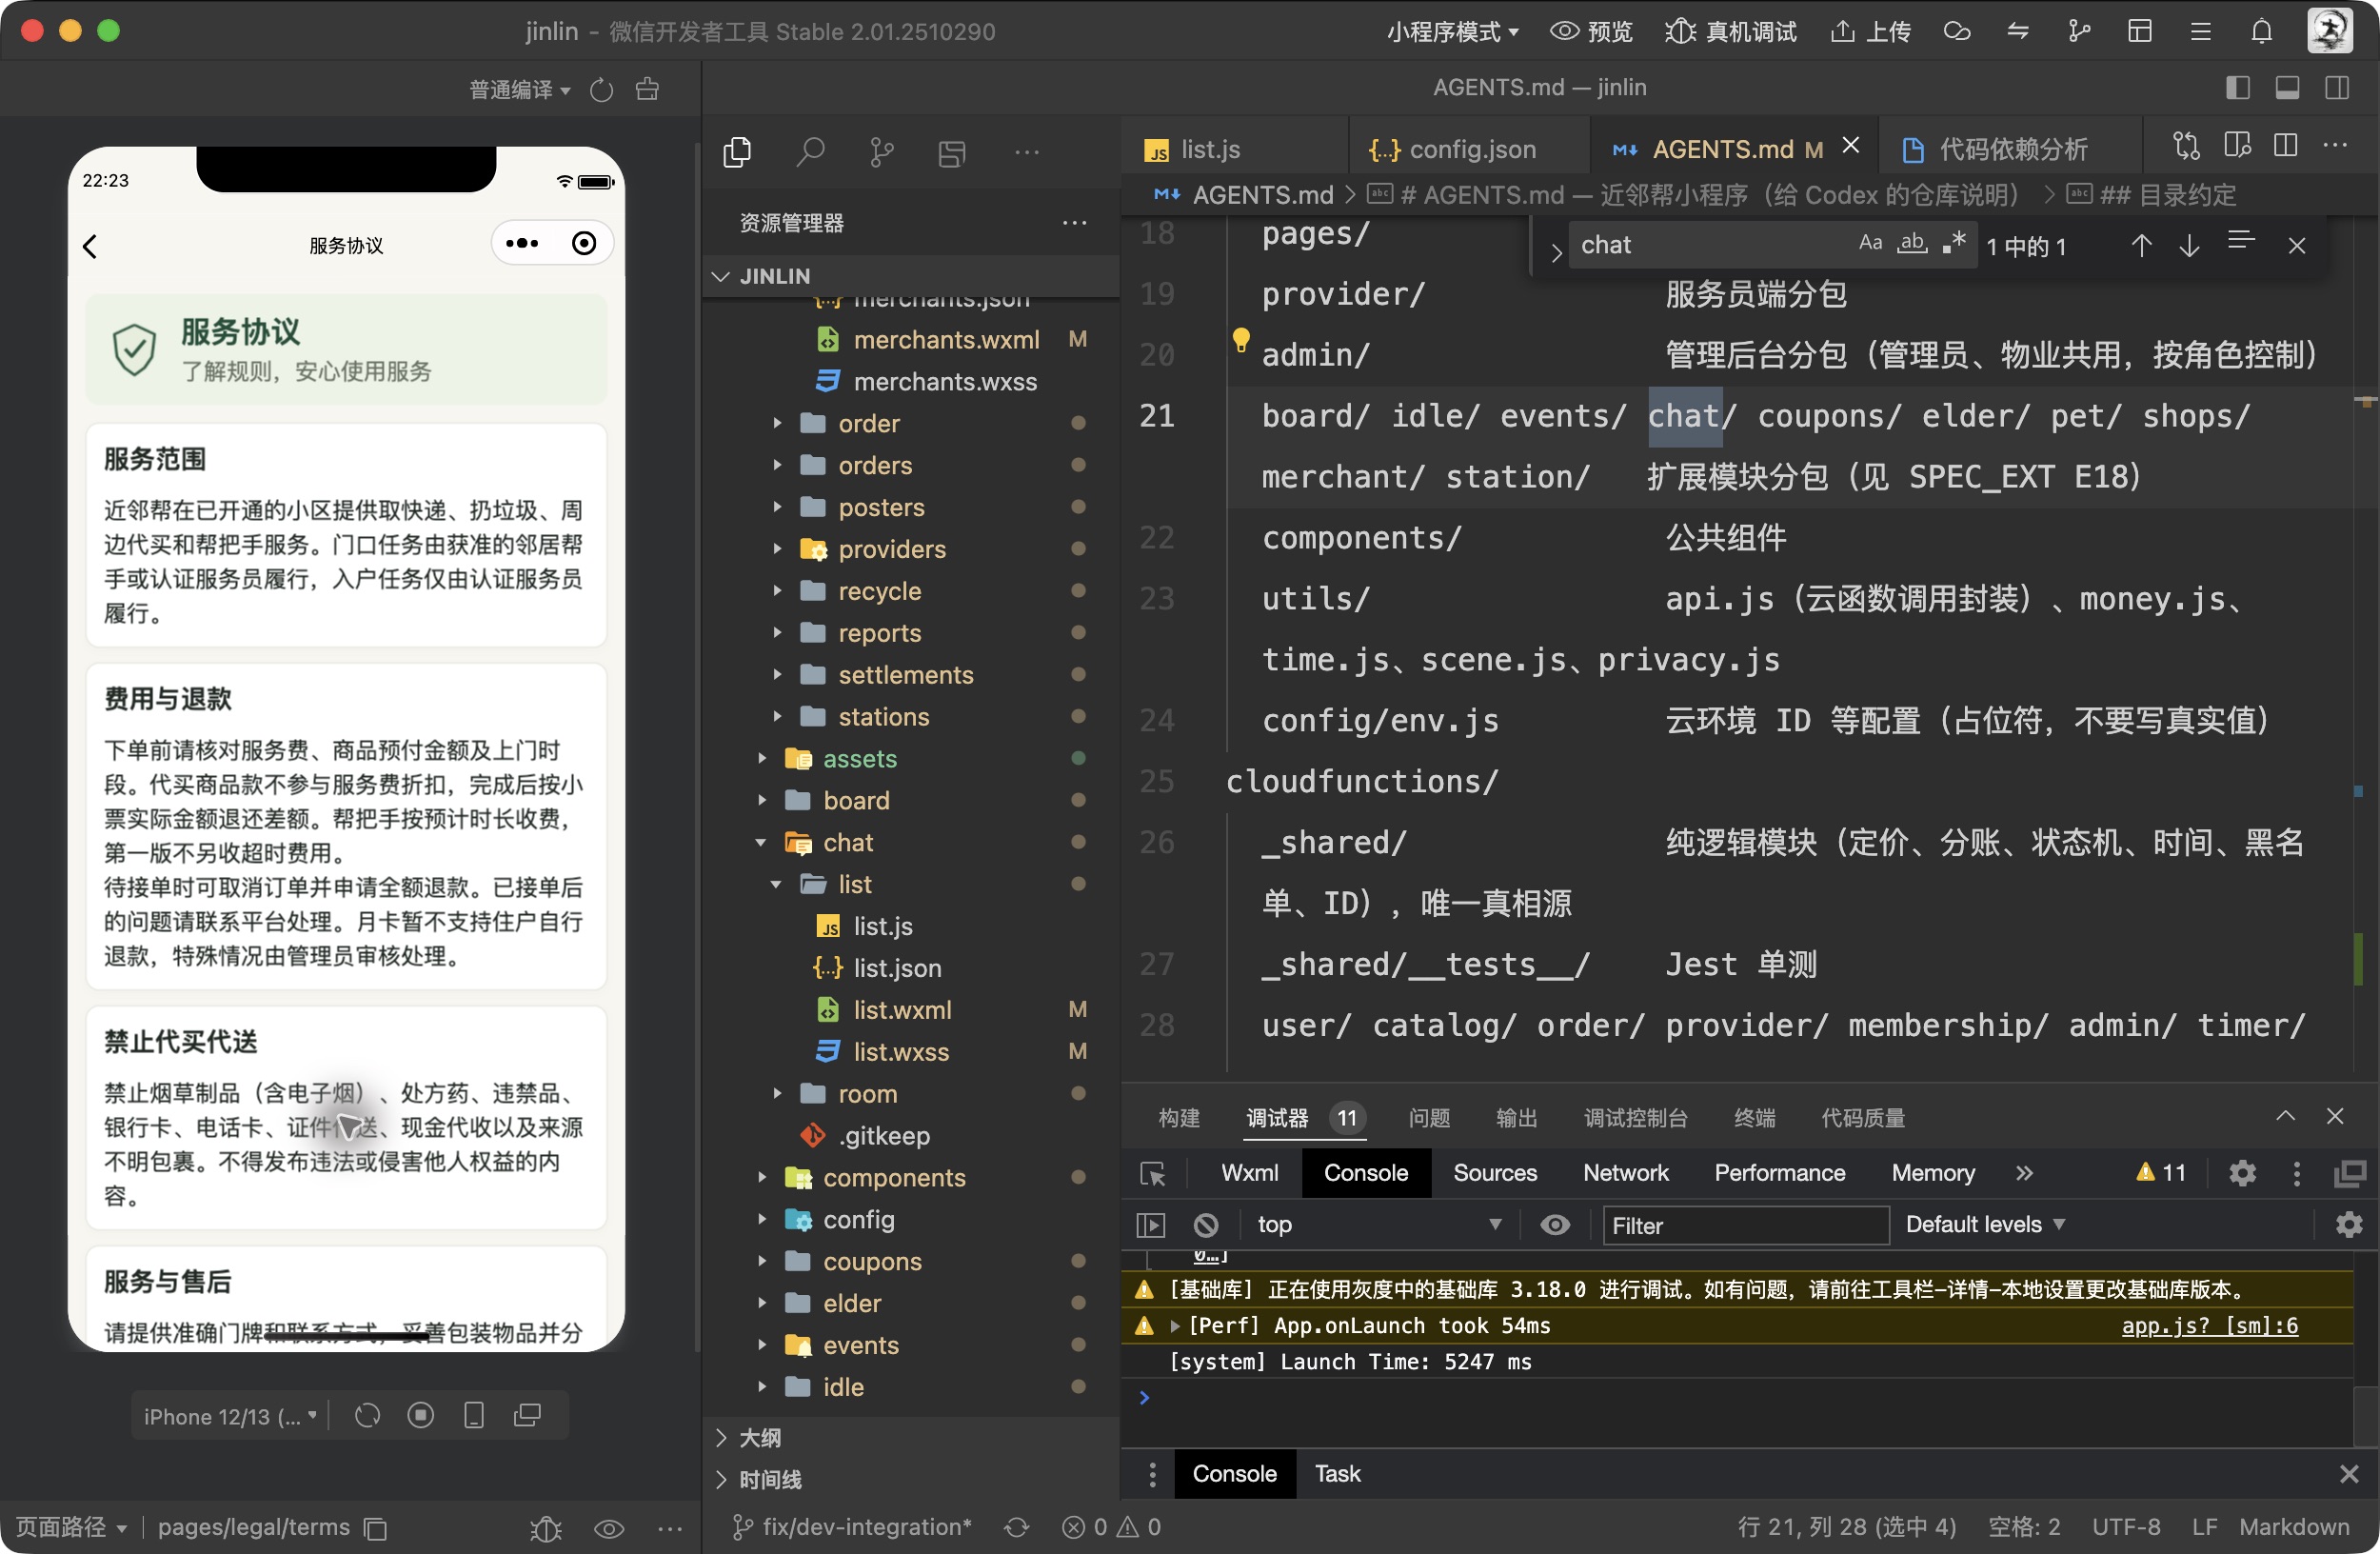 jinlin - 微信开发者工具 Stable 2.01.2510290
小程序模式 预览 真机调试 上传
普通编译
AGENTS.md — jinlin
22:23
服务协议
服务协议
了解规则，安心使用服务
服务范围
近邻帮在已开通的小区提供取快递、扔垃圾、周
边代买和帮把手服务。门口任务由获准的邻居帮
手或认证服务员履行，入户任务仅由认证服务员
履行。
费用与退款
下单前请核对服务费、商品预付金额及上门时
段。代买商品款不参与服务费折扣，完成后按小
票实际金额退还差额。帮把手按预计时长收费，
第一版不另收超时费用。
待接单时可取消订单并申请全额退款。已接单后
的问题请联系平台处理。月卡暂不支持住户自行
退款，特殊情况由管理员审核处理。
禁止代买代送
禁止烟草制品（含电子烟）、处方药、违禁品、
银行卡、电话卡、证件代送、现金代收以及来源
不明包裹。不得发布违法或侵害他人权益的内
容。
服务与售后
请提供准确门牌和联系方式，妥善包装物品并分
iPhone 12/13 (...
页面路径 pages/legal/terms
资源管理器
JINLIN
merchants.json
merchants.wxml M
merchants.wxss
order
orders
posters
providers
recycle
reports
settlements
stations
assets
board
chat
list
list.js
list.json
list.wxml M
list.wxss M
room
.gitkeep
components
config
coupons
elder
events
idle
大纲
时间线
fix/dev-integration* 0 0
list.js config.json AGENTS.md M 代码依赖分析
AGENTS.md > # AGENTS.md — 近邻帮小程序（给 Codex 的仓库说明） > ## 目录约定
chat Aa ab .* 1 中的 1
18 pages/
19 provider/ 服务员端分包
20 admin/ 管理后台分包（管理员、物业共用，按角色控制）
21 board/ idle/ events/ chat/ coupons/ elder/ pet/ shops/
merchant/ station/ 扩展模块分包（见 SPEC_EXT E18）
22 components/ 公共组件
23 utils/ api.js（云函数调用封装）、money.js、
time.js、scene.js、privacy.js
24 config/env.js 云环境 ID 等配置（占位符，不要写真实值）
25 cloudfunctions/
26 _shared/ 纯逻辑模块（定价、分账、状态机、时间、黑名
单、ID），唯一真相源
27 _shared/__tests__/ Jest 单测
28 user/ catalog/ order/ provider/ membership/ admin/ timer/
构建 调试器 11 问题 输出 调试控制台 终端 代码质量
Wxml Console Sources Network Performance Memory 11
top Filter Default levels
0…]
[基础库] 正在使用灰度中的基础库 3.18.0 进行调试。如有问题，请前往工具栏-详情-本地设置更改基础库版本。
[Perf] App.onLaunch took 54ms app.js? [sm]:6
[system] Launch Time: 5247 ms
Console Task
行 21, 列 28 (选中 4) 空格: 2 UTF-8 LF Markdown